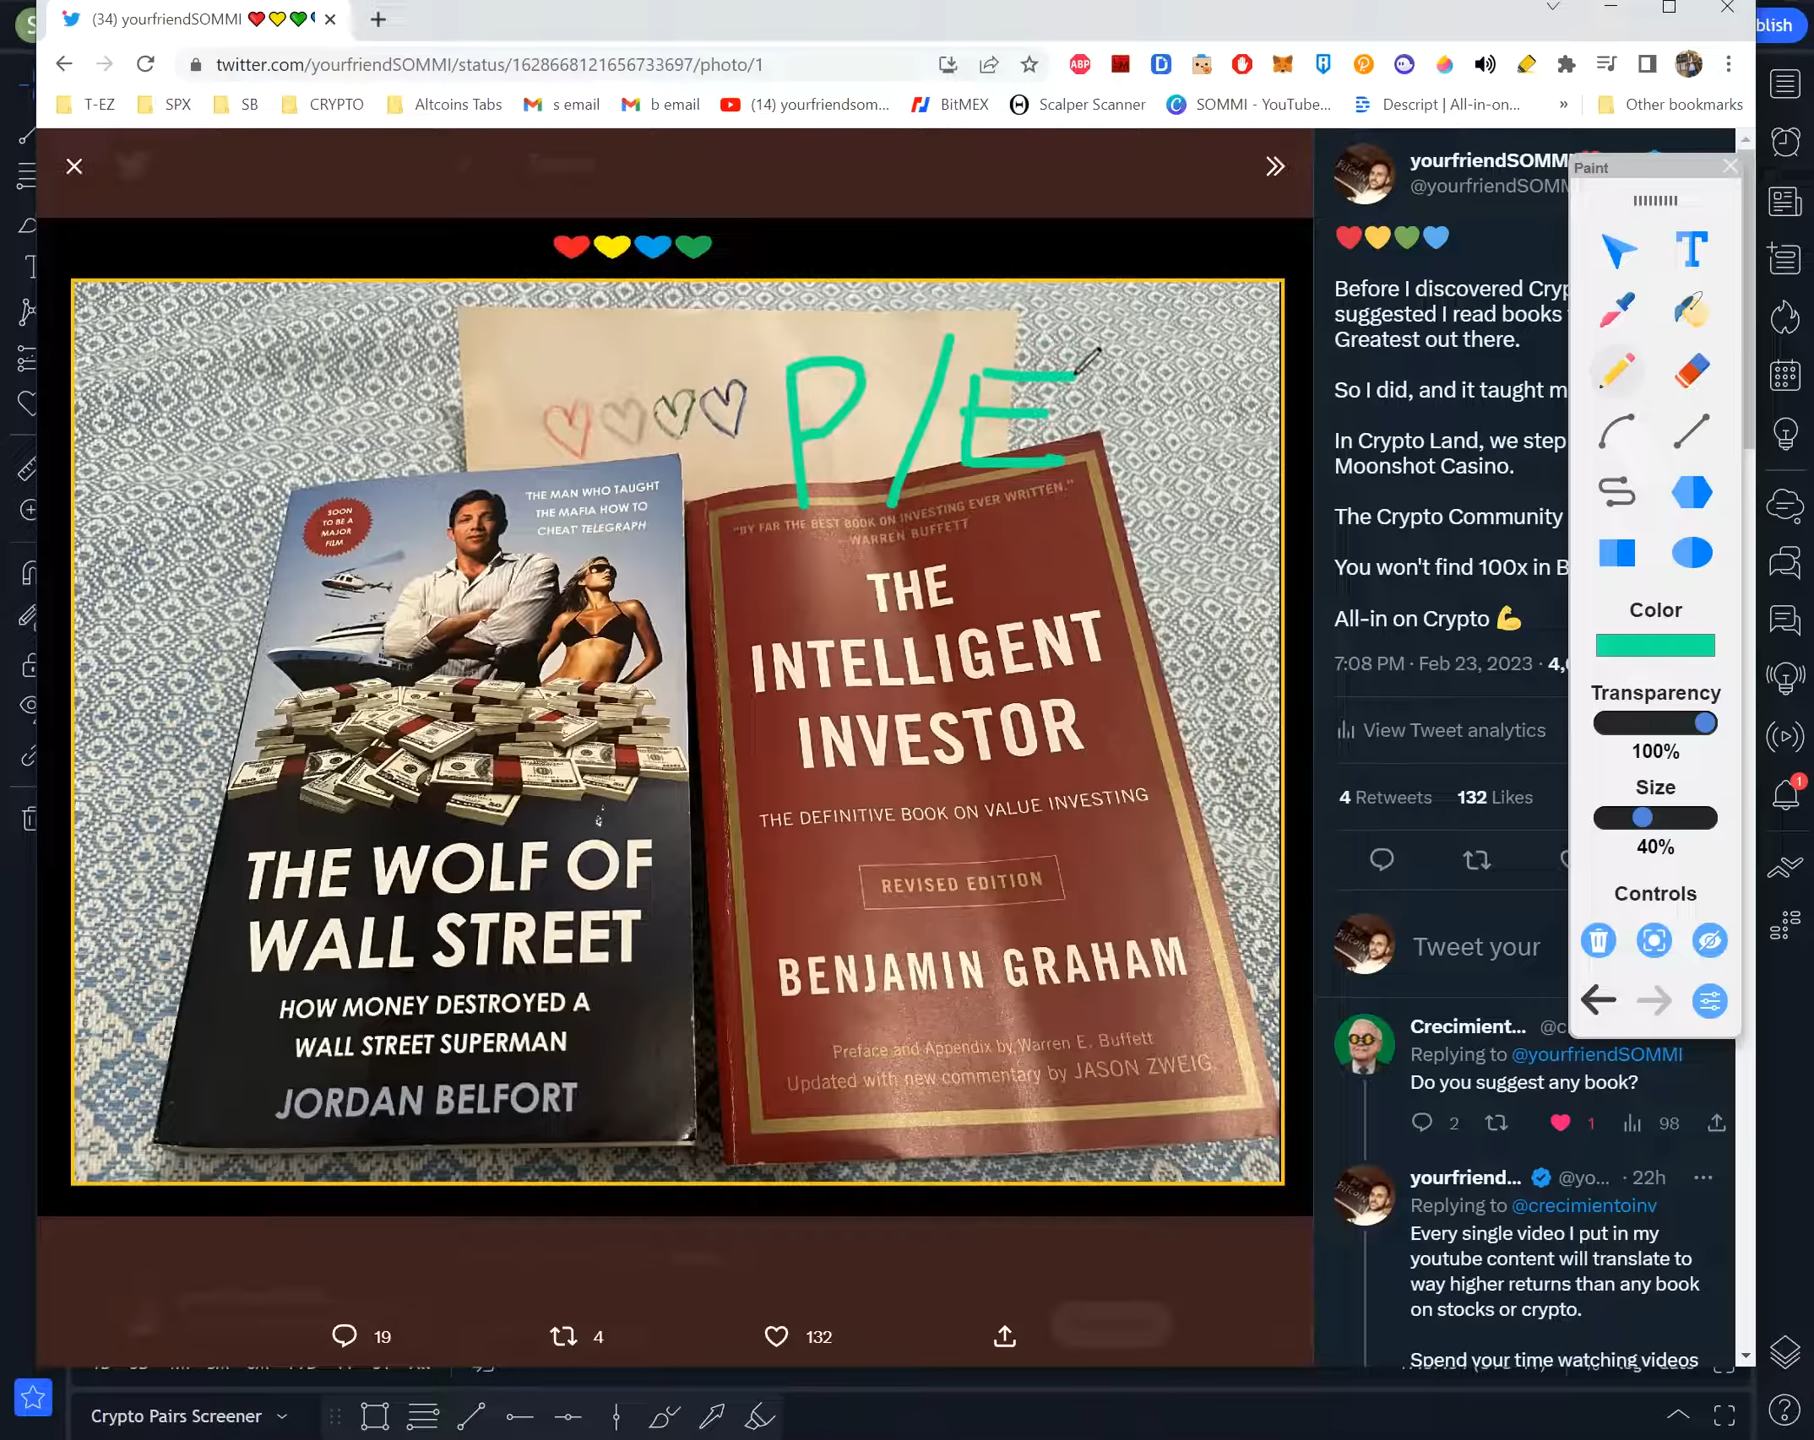 (34) yourfriendSOMMI
twitter.com/yourfriendSOMMI/status/1628668121656733697/photo/1
T-EZ
SPX
SB
CRYPTO
Altcoins Tabs
s email
b email
(14) yourfriendsom...
BitMEX
Scalper Scanner
SOMMI - YouTube...
Descript | All-in-on...
»
Other bookmarks
blish
P/E
SOON
TO BE A
MAJOR
FILM
'THE MAN WHO TAUGHT
THE MAFIA HOW TO
CHEAT' TELEGRAPH
THE WOLF OF
WALL STREET
HOW MONEY DESTROYED A
WALL STREET SUPERMAN
JORDAN BELFORT
"BY FAR THE BEST BOOK ON INVESTING EVER WRITTEN."
—WARREN BUFFETT
THE
INTELLIGENT
INVESTOR
THE DEFINITIVE BOOK ON VALUE INVESTING
REVISED EDITION
BENJAMIN GRAHAM
Preface and Appendix by Warren E. Buffett
Updated with new commentary by JASON ZWEIG
19
4
132
yourfriendSOMM
@yourfriendSOMM
Before I discovered Cryp
suggested I read books
Greatest out there.
So I did, and it taught m
In Crypto Land, we step
Moonshot Casino.
The Crypto Community
You won't find 100x in B
All-in on Crypto 💪
7:08 PM · Feb 23, 2023 · 4,
View Tweet analytics
4 Retweets 132 Likes
Tweet your
Crecimient... @c
Replying to @yourfriendSOMMI
Do you suggest any book?
2
1
98
yourfriend... @yo... · 22h
Replying to @crecimientoinv
Every single video I put in my
youtube content will translate to
way higher returns than any book
on stocks or crypto.
Spend your time watching videos
Paint
T
Color
Transparency
100%
Size
40%
Controls
1
Crypto Pairs Screener